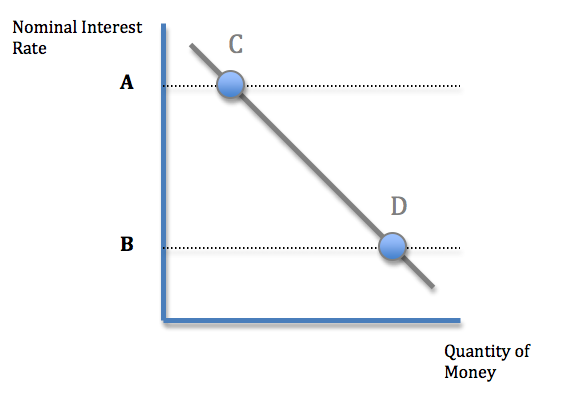 Nominal Interest
Rate
C
A
D
B
Quantity of
Money